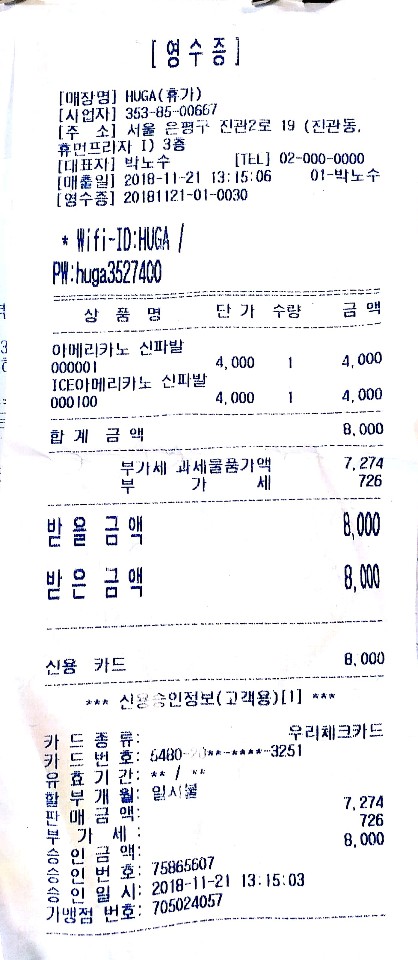 [영수증]
[매장명] HUGA(휴가)
[사업자] 353-85-00667
[주 소] 서울 은평구 진관2로 19 (진관동,
휴먼프라자 I) 3층
[대표자] 박노수 [TEL] 02-000-0000
[매출일] 2018-11-21 13:15:06 01-박노수
[영수증] 20181121-01-0030
* Wifi-ID:HUGA /
PW:huga3527400
상 품 명 단 가 수량 금 액
아메리카노 신파발
000001 4,000 1 4,000
ICE아메리카노 신파발
000100 4,000 1 4,000
합 계 금 액 8,000
부가세 과세물품가액 7,274
부 가 세 726
받 을 금 액 8,000
받 은 금 액 8,000
신용 카드 8,000
*** 신용승인정보(고객용)[1] ***
카 드 종 류: 우리체크카드
카 드 번 호: 5480- **-****-3251
유 효 기 간: ** / **
할 부 개 월: 일시불
판 매 금 액: 7,274
부 가 세 : 726
승 인 금 액: 8,000
승 인 번 호: 75865607
승 인 일 시: 2018-11-21 13:15:03
가맹점 번호: 705024057